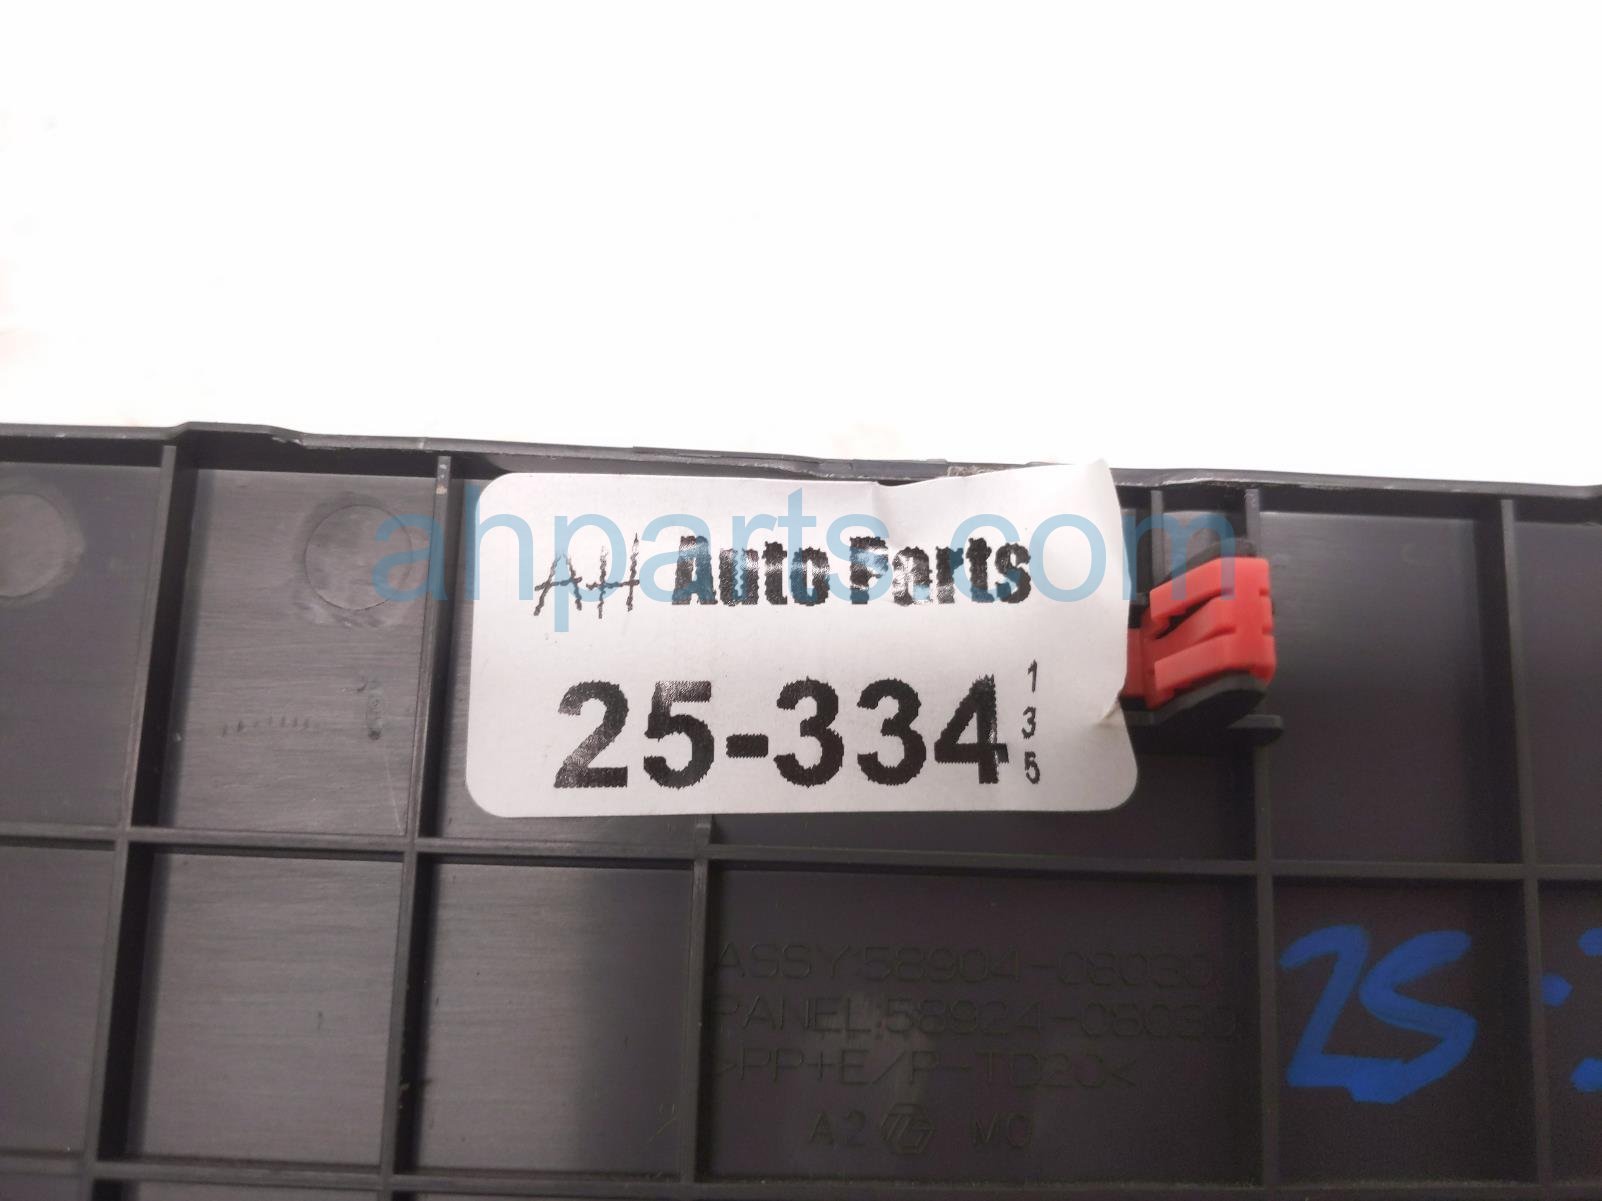 ahparts.com
AH Auto Parts
25-334
1
3
5
ASSY:58904-08030
PANEL:58924-08030
>PP+E/P-TD20<
A2 MC
25